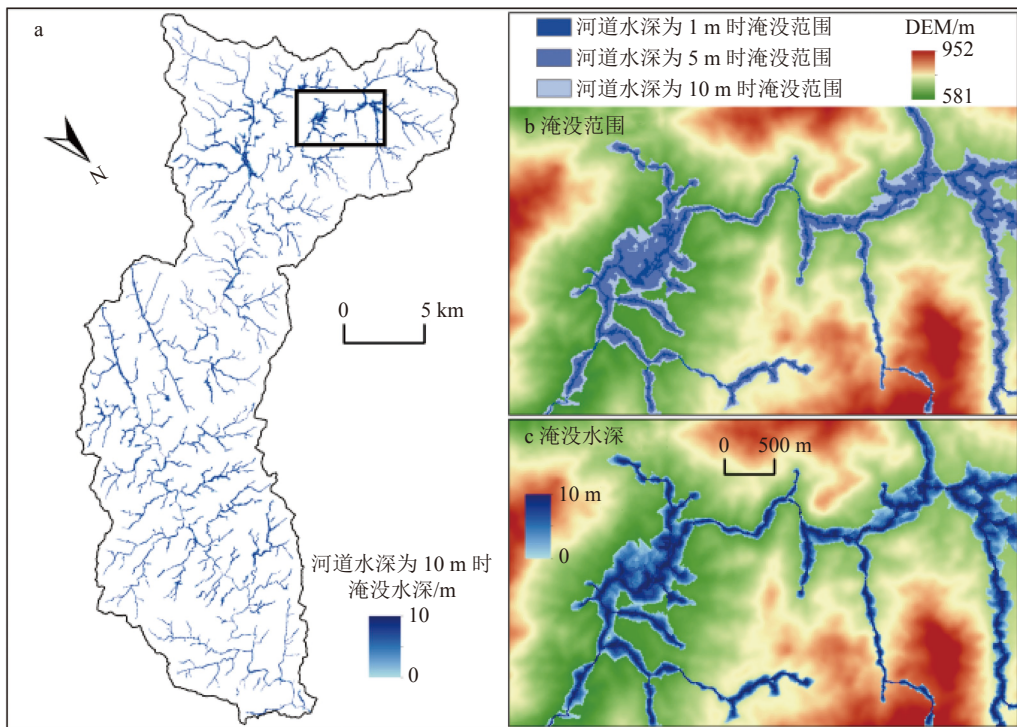 a
N
0 5 km
河道水深为 10 m 时
淹没水深/m
10
0
河道水深为 1 m 时淹没范围
河道水深为 5 m 时淹没范围
河道水深为 10 m 时淹没范围
DEM/m
952
581
b 淹没范围
c 淹没水深
0 500 m
10 m
0